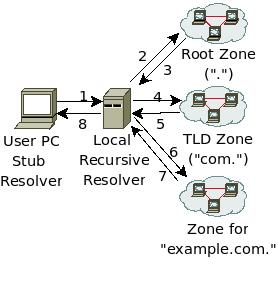 2
3
Root Zone
(".")
1
4
8
5
User PC
Stub
Resolver
Local
Recursive
Resolver
TLD Zone
("com.")
6
7
Zone for
"example.com."